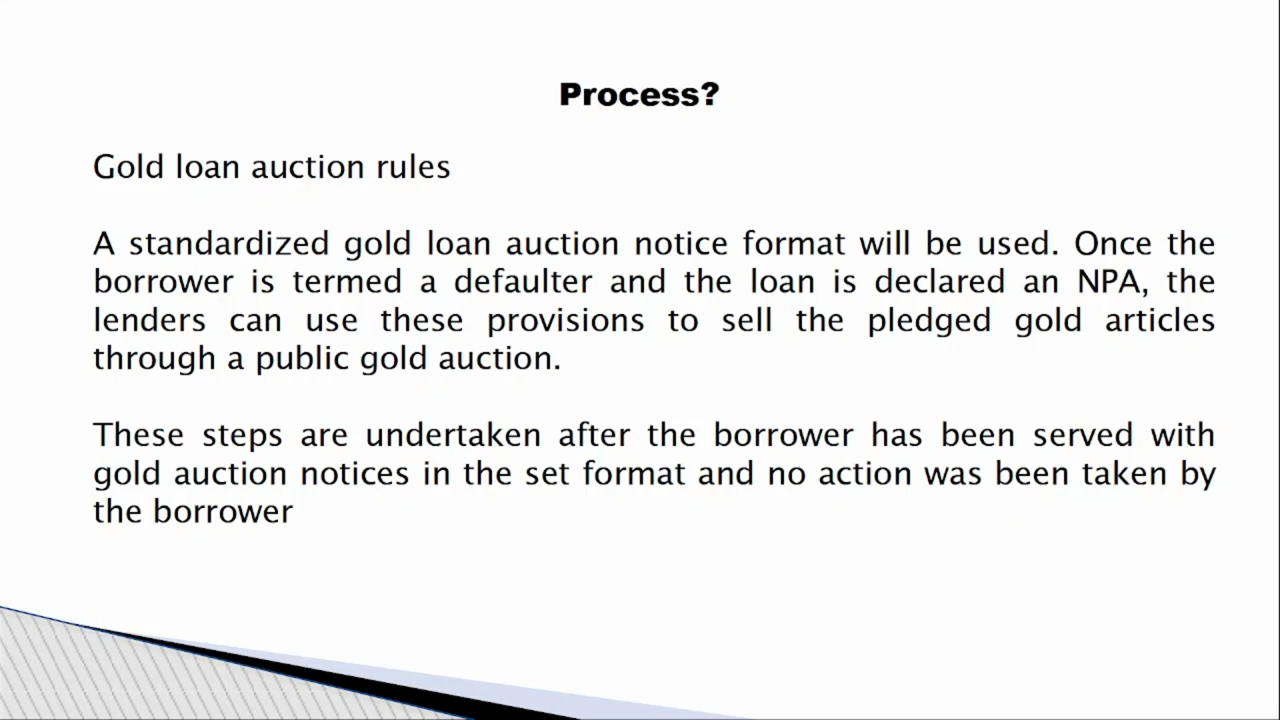 Process?
Gold loan auction rules
A standardized gold loan auction notice format will be used. Once the
borrower is termed a defaulter and the loan is declared an NPA, the
lenders can use these provisions to sell the pledged gold articles
through a public gold auction.
These steps are undertaken after the borrower has been served with
gold auction notices in the set format and no action was been taken by
the borrower